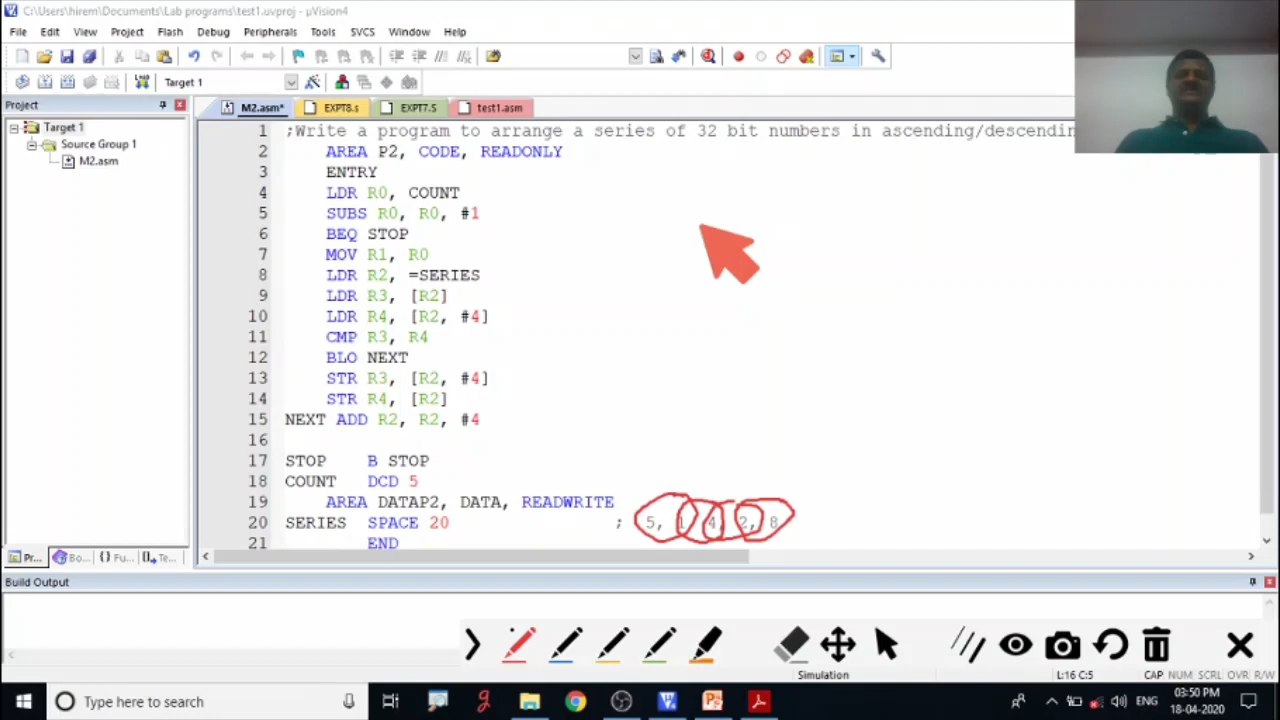 C:\Users\hirem\Documents\Lab programs\test1.uvproj - µVision4
File Edit View Project Flash Debug Peripherals Tools SVCS Window Help
Target 1
Project
M2.asm* EXPT8.s EXPT7.S test1.asm
Target 1
Source Group 1
M2.asm
1 ;Write a program to arrange a series of 32 bit numbers in ascending/descendin
2 AREA P2, CODE, READONLY
3 ENTRY
4 LDR R0, COUNT
5 SUBS R0, R0, #1
6 BEQ STOP
7 MOV R1, R0
8 LDR R2, =SERIES
9 LDR R3, [R2]
10 LDR R4, [R2, #4]
11 CMP R3, R4
12 BLO NEXT
13 STR R3, [R2, #4]
14 STR R4, [R2]
15 NEXT ADD R2, R2, #4
16
17 STOP B STOP
18 COUNT DCD 5
19 AREA DATAP2, DATA, READWRITE
20 SERIES SPACE 20 ; 5, 1, 4, 2, 8
21 END
Pr... Bo... {} Fu... Te...
Build Output
Simulation L:16 C:5 CAP NUM SCRL OVR R/W
Type here to search ENG 03:50 PM
18-04-2020